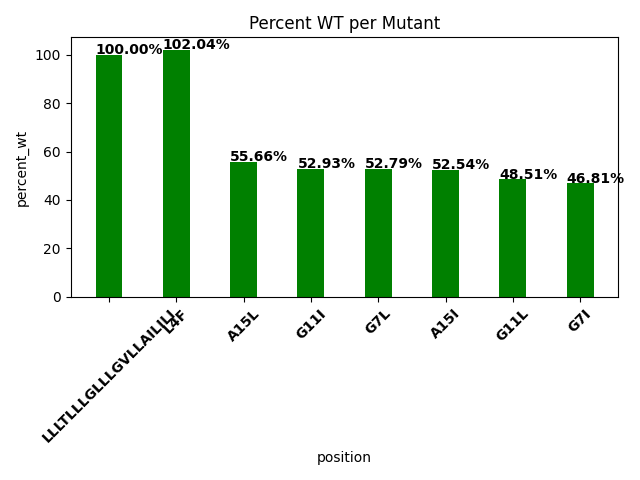 Percent WT per Mutant
percent_wt
100
80
60
40
20
0
100.00%
102.04%
55.66%
52.93%
52.79%
52.54%
48.51%
46.81%
LLLTLLLGLLLGVLLAILILI
L4F
A15L
G11I
G7L
A15I
G11L
G7I
position